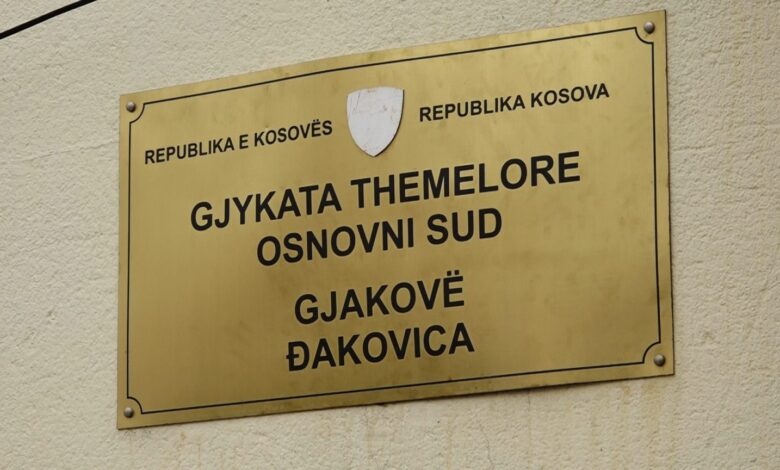 REPUBLIKA E KOSOVËS
REPUBLIKA KOSOVA
GJYKATA THEMELORE
OSNOVNI SUD
GJAKOVË
ĐAKOVICA